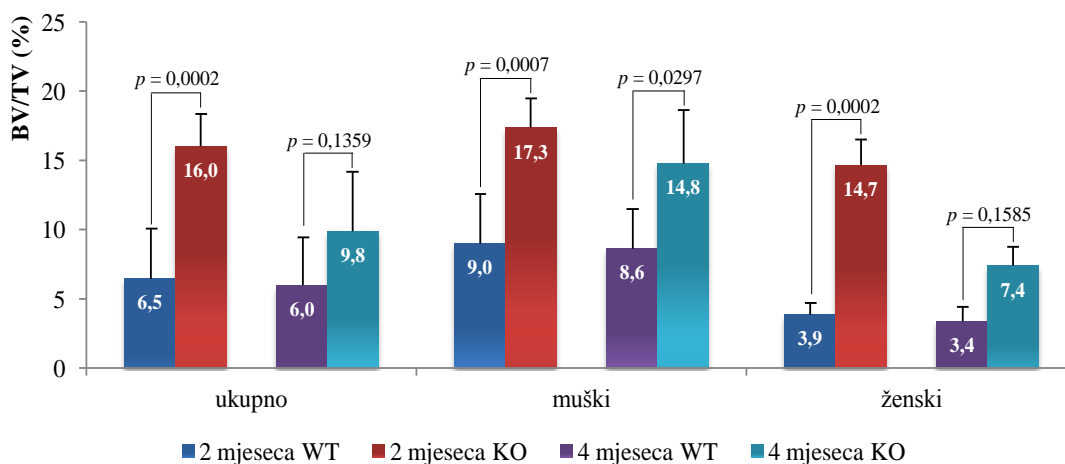 BV/TV (%)
25
20
15
10
5
0
p = 0,0002
p = 0,1359
p = 0,0007
p = 0,0297
p = 0,0002
p = 0,1585
6,5
16,0
6,0
9,8
9,0
17,3
8,6
14,8
3,9
14,7
3,4
7,4
ukupno muški ženski
2 mjeseca WT 2 mjeseca KO 4 mjeseca WT 4 mjeseca KO